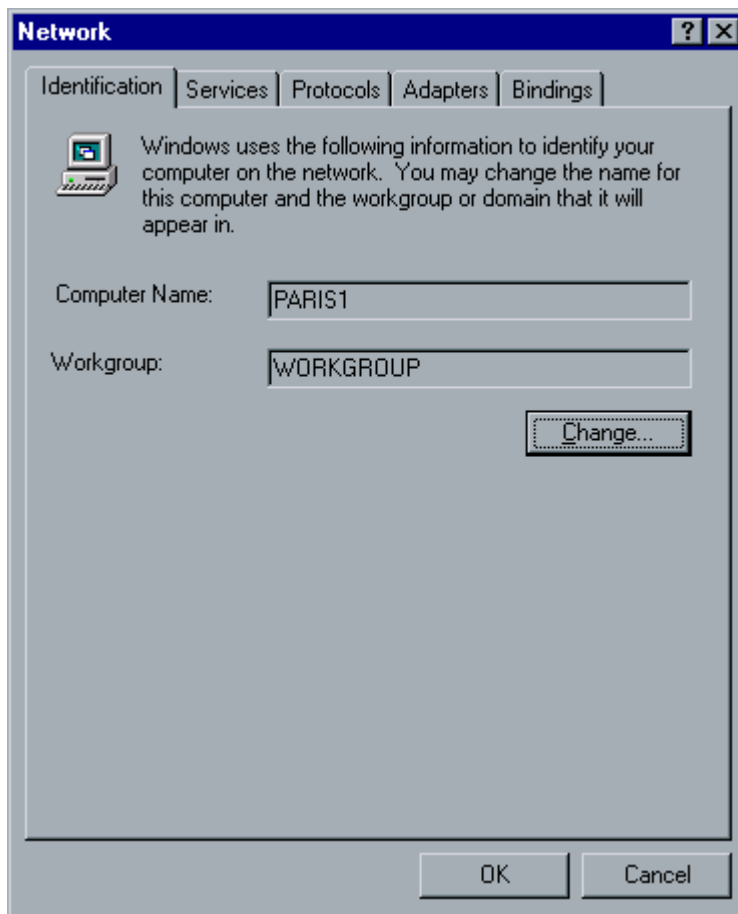 Network
Identification Services Protocols Adapters Bindings
Windows uses the following information to identify your
computer on the network. You may change the name for
this computer and the workgroup or domain that it will
appear in.
Computer Name: PARIS1
Workgroup: WORKGROUP
Change...
OK Cancel